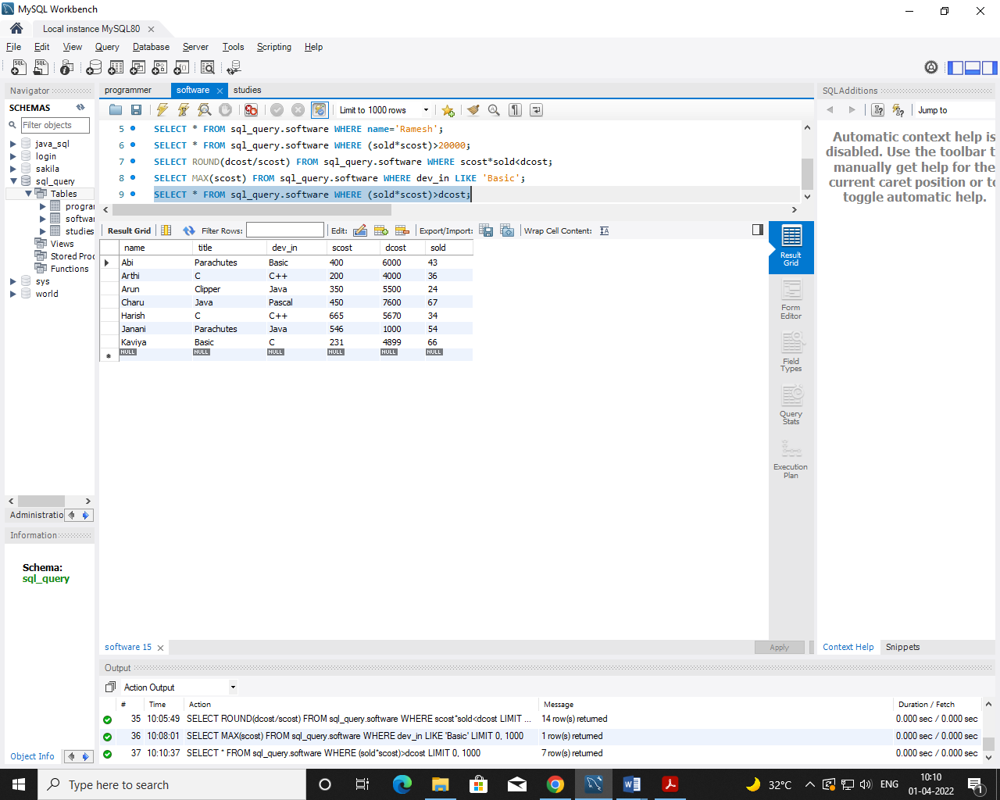 MySQL Workbench
Local instance MySQL80
File Edit View Query Database Server Tools Scripting Help
Navigator
SCHEMAS
Filter objects
java_sql
login
sakila
sql_query
Tables
progran
softwar
studies
Views
Stored Proc
Functions
sys
world
Administratio
Information
Schema:
sql_query
Object Info
programmer software studies
Limit to 1000 rows
5 SELECT * FROM sql_query.software WHERE name='Ramesh';
6 SELECT * FROM sql_query.software WHERE (sold*scost)>20000;
7 SELECT ROUND(dcost/scost) FROM sql_query.software WHERE scost*sold<dcost;
8 SELECT MAX(scost) FROM sql_query.software WHERE dev_in LIKE 'Basic';
9 SELECT * FROM sql_query.software WHERE (sold*scost)>dcost;
Result Grid Filter Rows: Edit: Export/Import: Wrap Cell Content:
name title dev_in scost dcost sold
Abi Parachutes Basic 400 6000 43
Arthi C C++ 200 4000 36
Arun Clipper Java 350 5500 24
Charu Java Pascal 450 7600 67
Harish C C++ 665 5670 34
Janani Parachutes Java 546 1000 54
Kaviya Basic C 231 4899 66
NULL NULL NULL NULL NULL NULL
Result Grid
Form Editor
Field Types
Query Stats
Execution Plan
software 15
Apply
SQLAdditions
Jump to
Automatic context help is
disabled. Use the toolbar t
manually get help for the
current caret position or to
toggle automatic help.
Context Help Snippets
Output
Action Output
# Time Action Message Duration / Fetch
35 10:05:49 SELECT ROUND(dcost/scost) FROM sql_query.software WHERE scost*sold<dcost LIMIT ... 14 row(s) returned 0.000 sec / 0.000 sec
36 10:08:01 SELECT MAX(scost) FROM sql_query.software WHERE dev_in LIKE 'Basic' LIMIT 0, 1000 1 row(s) returned 0.000 sec / 0.000 sec
37 10:10:37 SELECT * FROM sql_query.software WHERE (sold*scost)>dcost LIMIT 0, 1000 7 row(s) returned 0.000 sec / 0.000 sec
Type here to search
32°C
ENG
10:10
01-04-2022
1